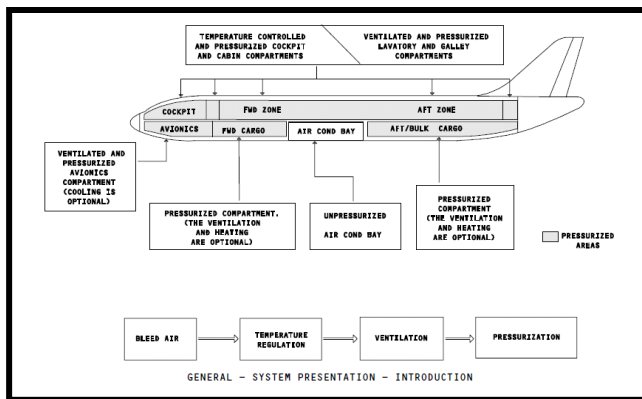 TEMPERATURE CONTROLLED
AND PRESSURIZED COCKPIT
AND CABIN COMPARTMENTS
VENTILATED AND PRESSURIZED
LAVATORY AND GALLEY
COMPARTMENTS
COCKPIT
FWD ZONE
AFT ZONE
AVIONICS
FWD CARGO
AIR COND BAY
AFT/BULK CARGO
VENTILATED AND
PRESSURIZED
AVIONICS
COMPARTMENT
(COOLING IS
OPTIONAL)
PRESSURIZED COMPARTMENT.
(THE VENTILATION
AND HEATING
ARE OPTIONAL)
UNPRESSURIZED
AIR COND BAY
PRESSURIZED
COMPARTMENT
(THE VENTILATION
AND HEATING
ARE OPTIONAL)
PRESSURIZED
AREAS
BLEED AIR
TEMPERATURE
REGULATION
VENTILATION
PRESSURIZATION
GENERAL – SYSTEM PRESENTATION – INTRODUCTION